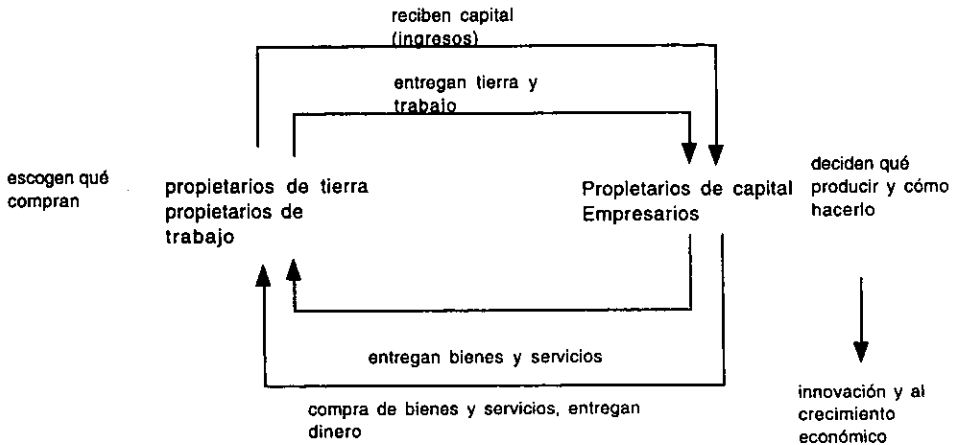 reciben capital
(ingresos)
entregan tierra y
trabajo
escogen qué
compran
propietarios de tierra
propietarios de
trabajo
Propietarios de capital
Empresarios
deciden qué
producir y cómo
hacerlo
entregan bienes y servicios
compra de bienes y servicios, entregan
dinero
innovación y al
crecimiento
económico